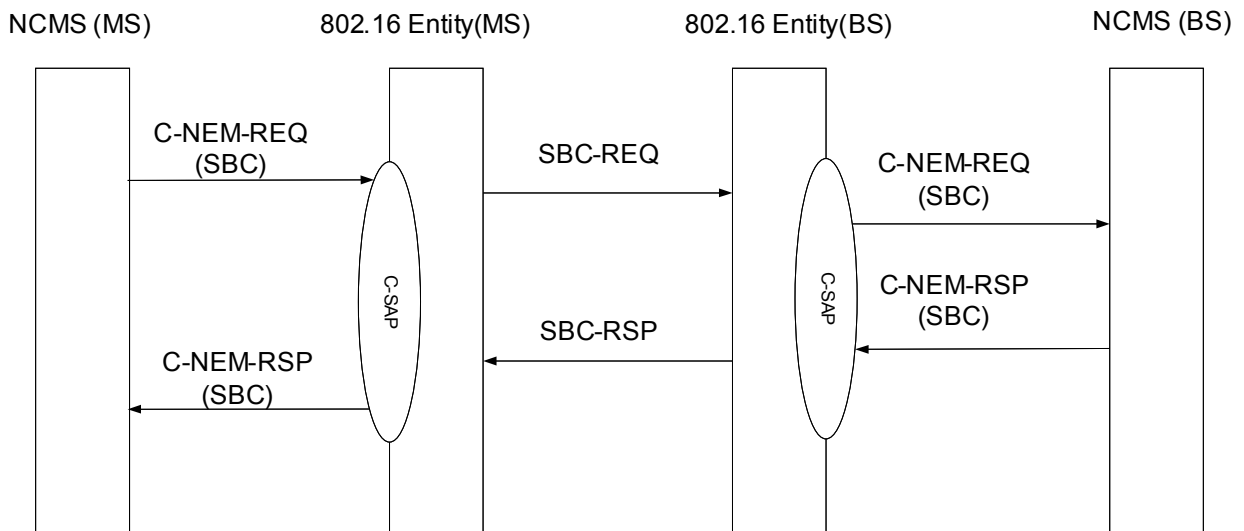 NCMS (MS)
802.16 Entity(MS)
802.16 Entity(BS)
NCMS (BS)
C-NEM-REQ
(SBC)
SBC-REQ
C-NEM-REQ
(SBC)
C-SAP
C-SAP
C-NEM-RSP
(SBC)
SBC-RSP
C-NEM-RSP
(SBC)